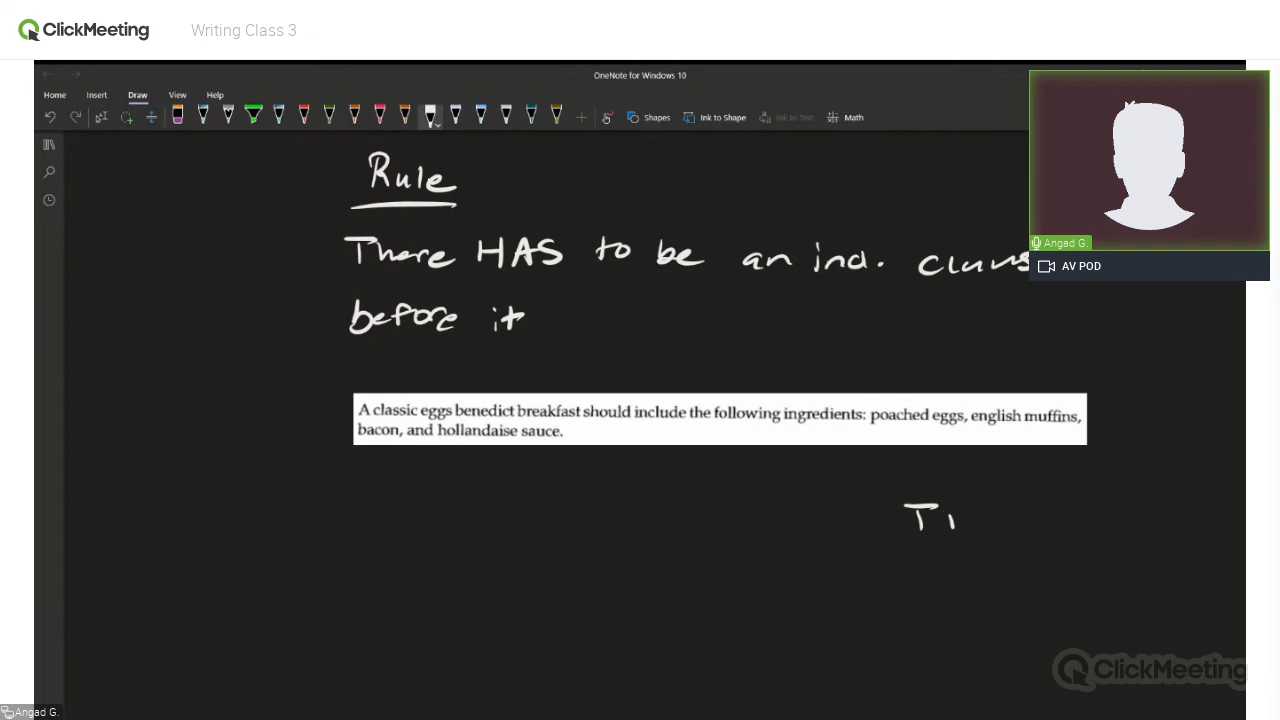 ClickMeeting Writing Class 3
OneNote for Windows 10
Home Insert Draw View Help
Shapes Ink to Shape Ink to Text Math
Rule
There HAS to be an ind. claus
before it
A classic eggs benedict breakfast should include the following ingredients: poached eggs, english muffins,
bacon, and hollandaise sauce.
Angad G.
AV POD
ClickMeeting
Angad G.